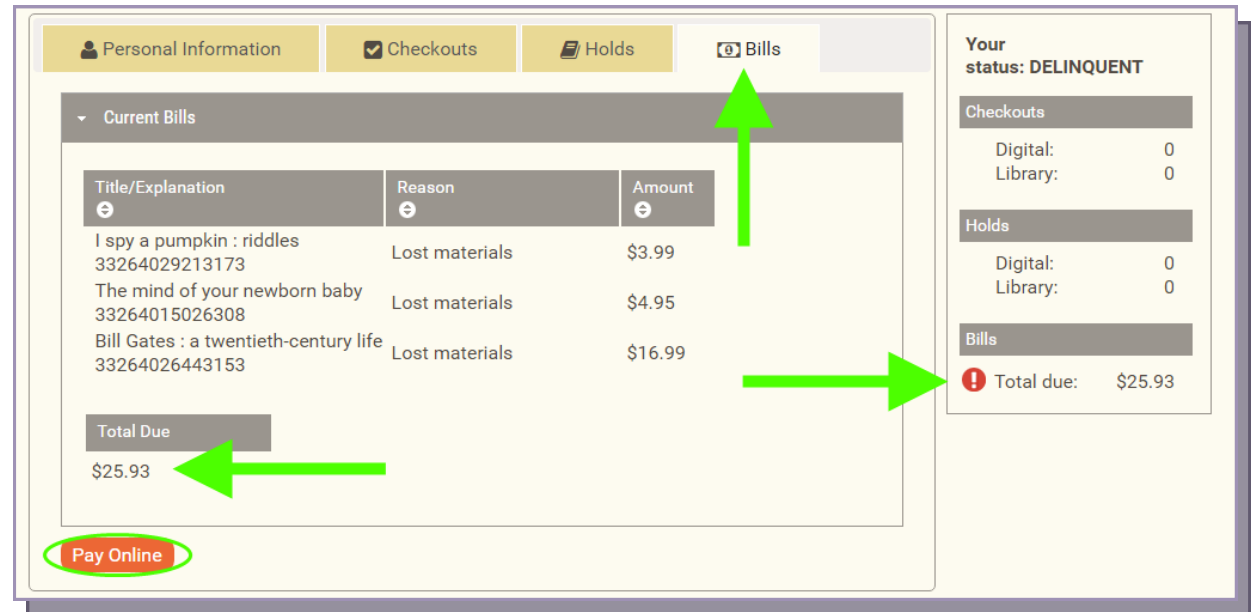 Personal Information
Checkouts
Holds
Bills
Current Bills
Title/Explanation
Reason
Amount
I spy a pumpkin : riddles
33264029213173
Lost materials
$3.99
The mind of your newborn baby
33264015026308
Lost materials
$4.95
Bill Gates : a twentieth-century life
33264026443153
Lost materials
$16.99
Total Due
$25.93
Pay Online
Your
status: DELINQUENT
Checkouts
Digital: 0
Library: 0
Holds
Digital: 0
Library: 0
Bills
Total due: $25.93